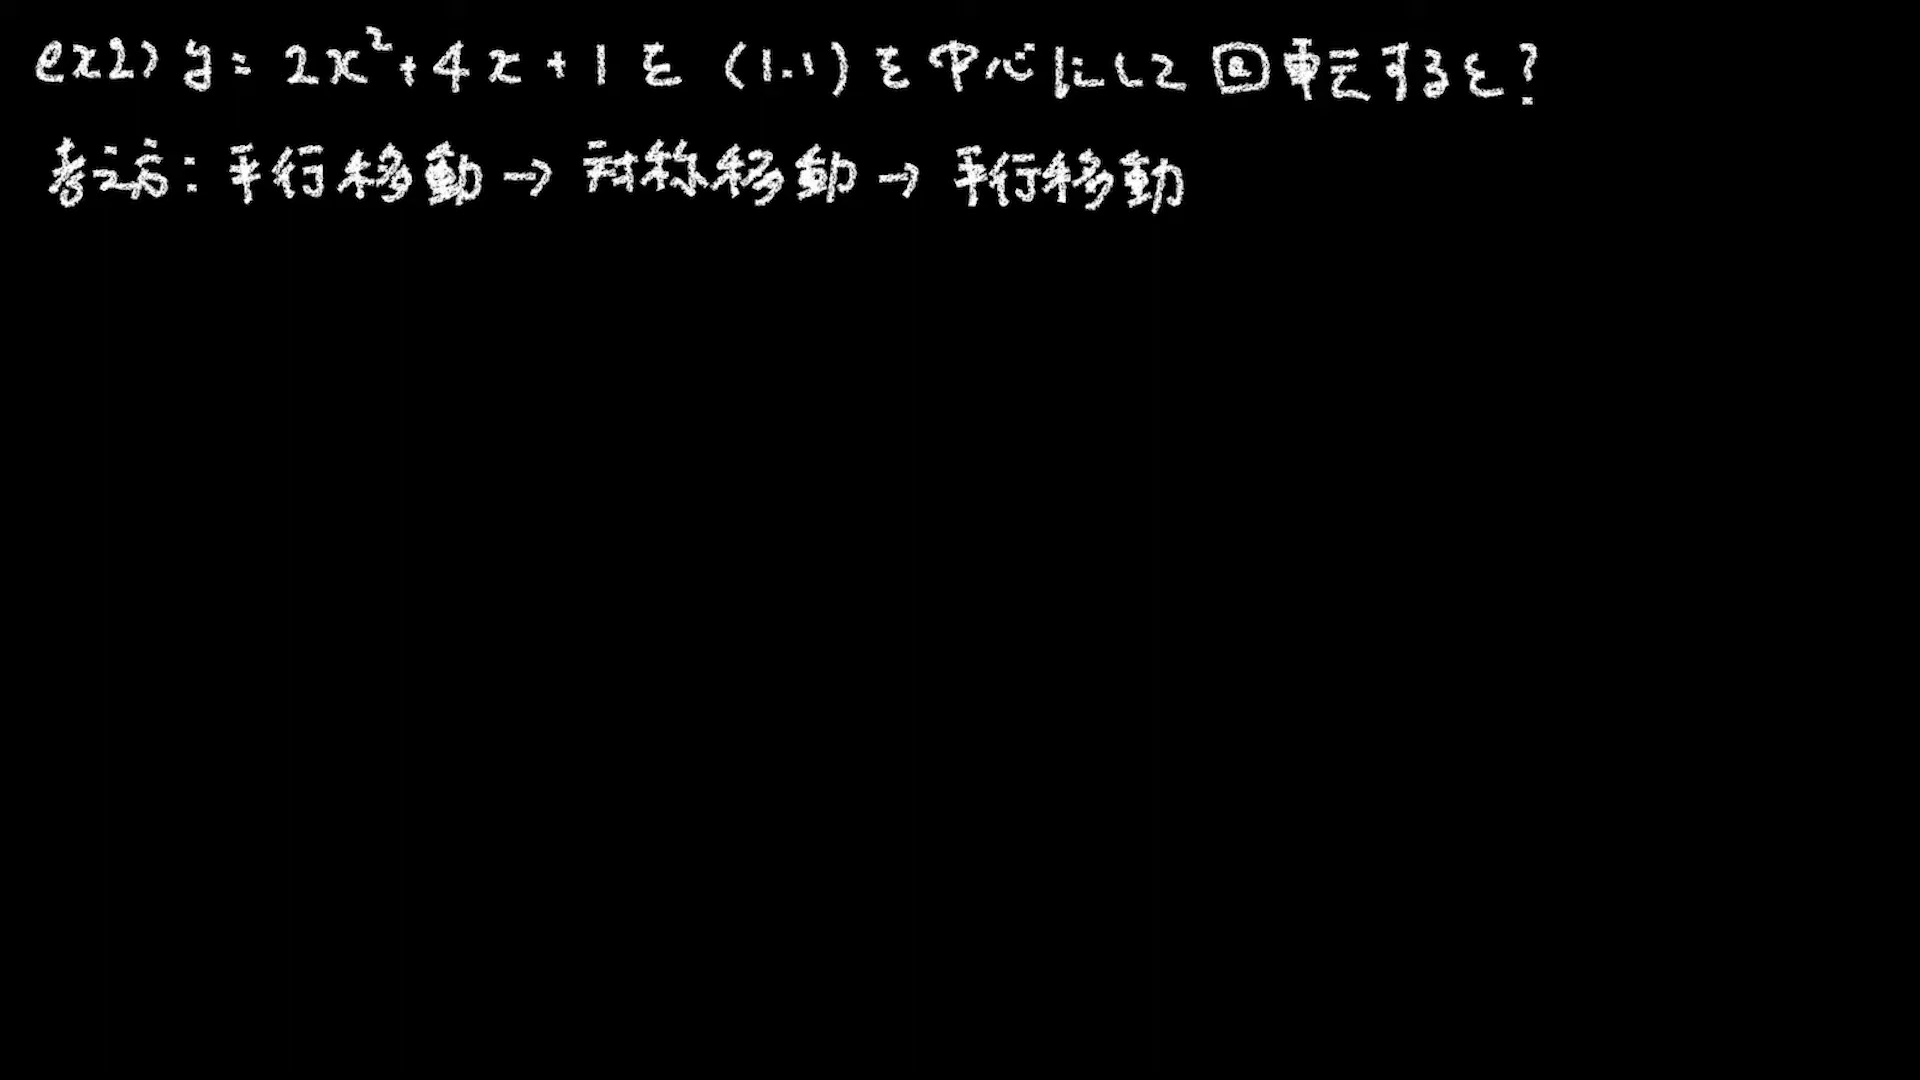 ex2) y = 2x²+4x+1を (1.1)を中心にして回転すると?
考え方:平行移動→対称移動→平行移動